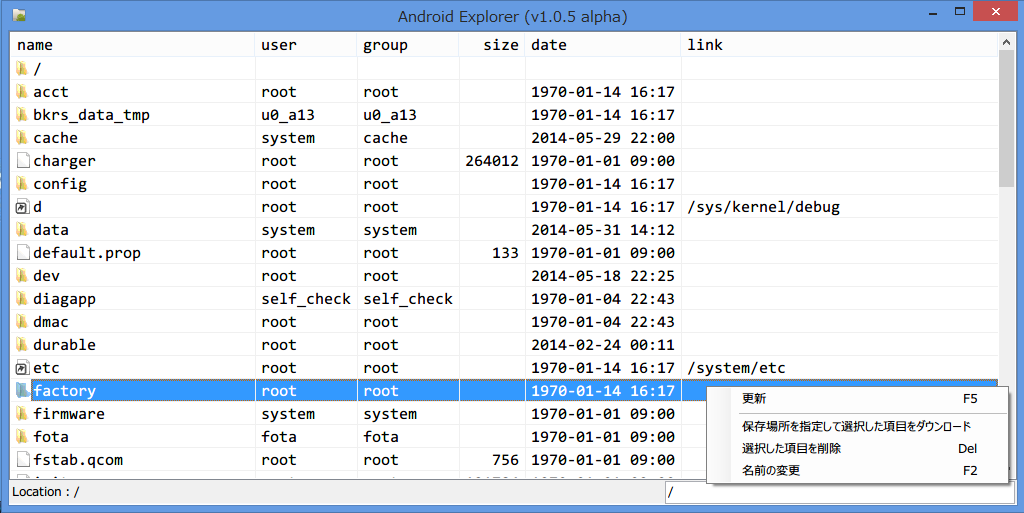 Android Explorer (v1.0.5 alpha)
name user group size date link
/
acct root root 1970-01-14 16:17
bkrs_data_tmp u0_a13 u0_a13 1970-01-14 16:17
cache system cache 2014-05-29 22:00
charger root root 264012 1970-01-01 09:00
config root root 1970-01-14 16:17
d root root 1970-01-14 16:17 /sys/kernel/debug
data system system 2014-05-31 14:12
default.prop root root 133 1970-01-01 09:00
dev root root 2014-05-18 22:25
diagapp self_check self_check 1970-01-04 22:43
dmac root root 1970-01-04 22:43
durable root root 2014-02-24 00:11
etc root root 1970-01-14 16:17 /system/etc
factory root root 1970-01-14 16:17
firmware system system 1970-01-01 09:00
fota fota fota 1970-01-01 09:00
fstab.qcom root root 756 1970-01-01 09:00
更新 F5
保存場所を指定して選択した項目をダウンロード
選択した項目を削除 Del
名前の変更 F2
Location : /
/